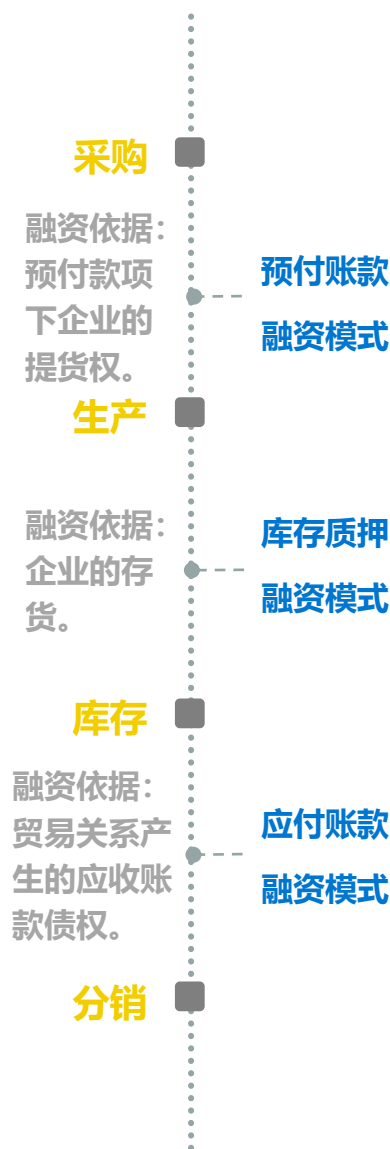 采购
融资依据：
预付款项
下企业的
提货权。
预付账款
融资模式
生产
融资依据：
企业的存
货。
库存质押
融资模式
库存
融资依据：
贸易关系产
生的应收账
款债权。
应付账款
融资模式
分销